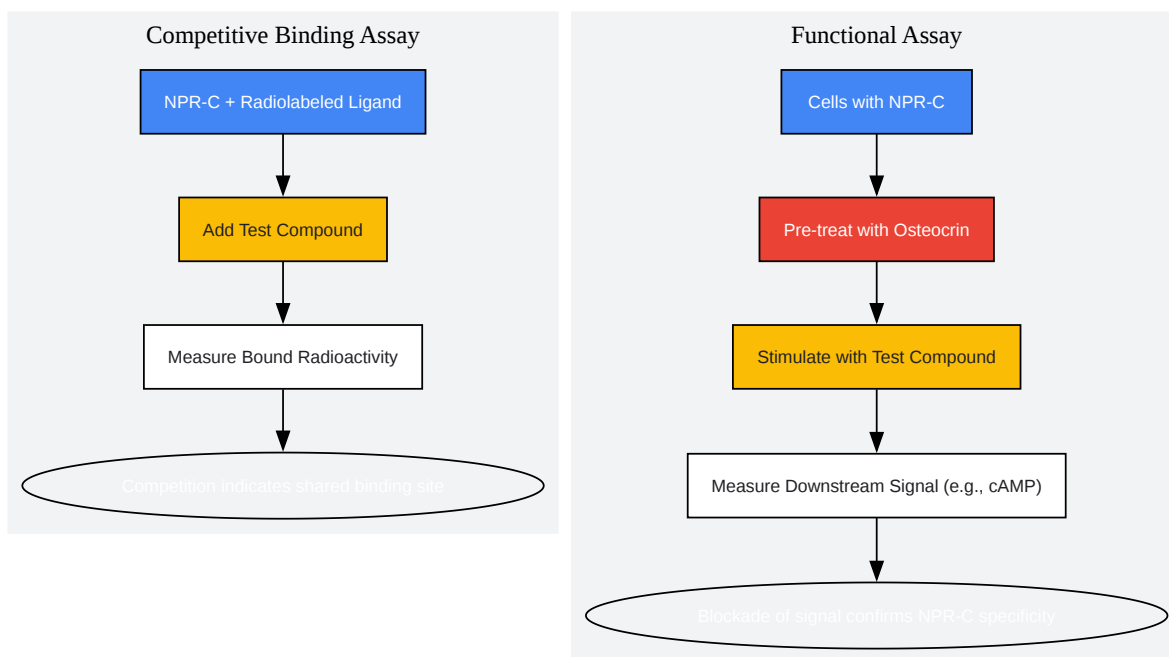 Competitive Binding Assay
NPR-C + Radiolabeled Ligand
Add Test Compound
Measure Bound Radioactivity
Competition indicates shared binding site
Functional Assay
Cells with NPR-C
Pre-treat with Osteocrin
Stimulate with Test Compound
Measure Downstream Signal (e.g., cAMP)
Blockade of signal confirms NPR-C specificity